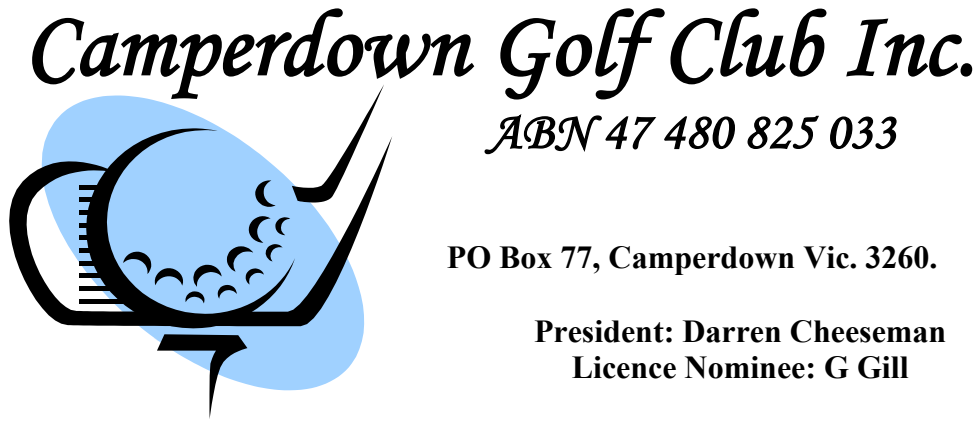 Camperdown Golf Club Inc.
ABN 47 480 825 033
PO Box 77, Camperdown Vic. 3260.
President: Darren Cheeseman
Licence Nominee: G Gill